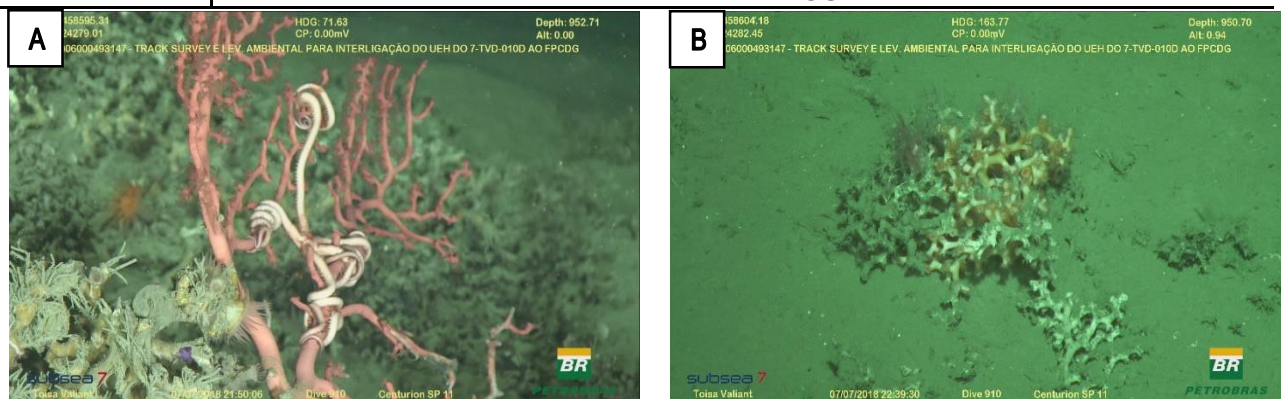 A
458595.31
HDG: 71.63
Depth: 952.71
24279.01
CP: 0.00mV
Alt: 0.00
06000493147 - TRACK SURVEY E LEV. AMBIENTAL PARA INTERLIGAÇÃO DO UEH DO 7-TVD-010D AO FPCDG
BR
subsea 7
PETROBRAS
Toisa Valiant
07/07/2018 21:50:06
Dive 910
Centurion SP 11
B
458604.18
HDG: 163.77
Depth: 950.70
24282.45
CP: 0.00mV
Alt: 0.94
06000493147 - TRACK SURVEY E LEV. AMBIENTAL PARA INTERLIGAÇÃO DO UEH DO 7-TVD-010D AO FPCDG
BR
subsea 7
PETROBRAS
Toisa Valiant
07/07/2018 22:39:30
Dive 910
Centurion SP 11